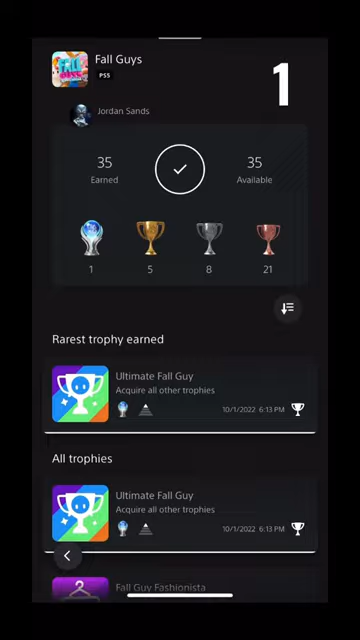 Fall Guys
PS5
1
Jordan Sands
35
Earned
35
Available
1
5
8
21
Rarest trophy earned
Ultimate Fall Guy
Acquire all other trophies
10/1/2022 6:13 PM
All trophies
Ultimate Fall Guy
Acquire all other trophies
10/1/2022 6:13 PM
Fall Guy Fashionista